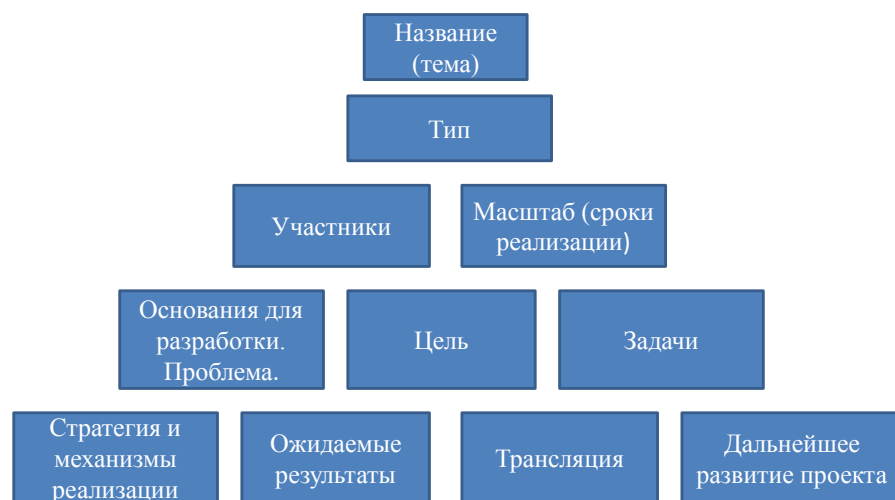 Название
(тема)
Тип
Участники
Масштаб (сроки
реализации)
Основания для
разработки.
Проблема.
Цель
Задачи
Стратегия и
механизмы
реализации
Ожидаемые
результаты
Трансляция
Дальнейшее
развитие проекта